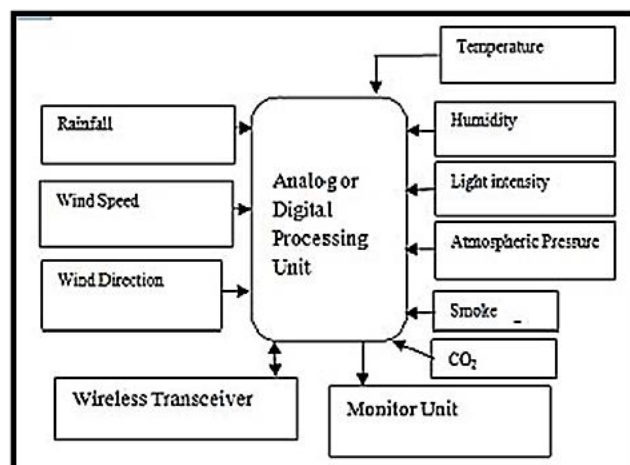 Temperature
Rainfall
Humidity
Wind Speed
Analog or
Digital
Processing
Unit
Light intensity
Atmospheric Pressure
Wind Direction
Smoke
CO₂
Wireless Transceiver
Monitor Unit